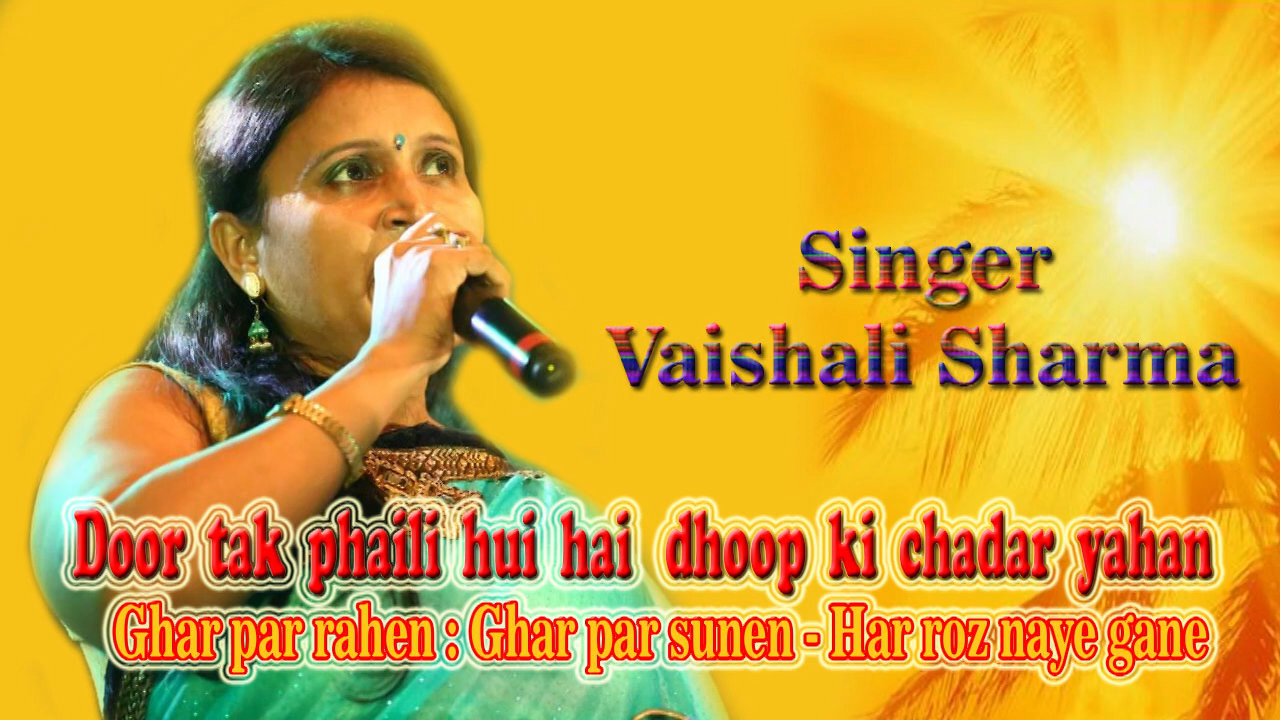 Singer
Vaishali Sharma
Door tak phaili hui hai dhoop ki chadar yahan
Ghar par rahen : Ghar par sunen - Har roz naye gane